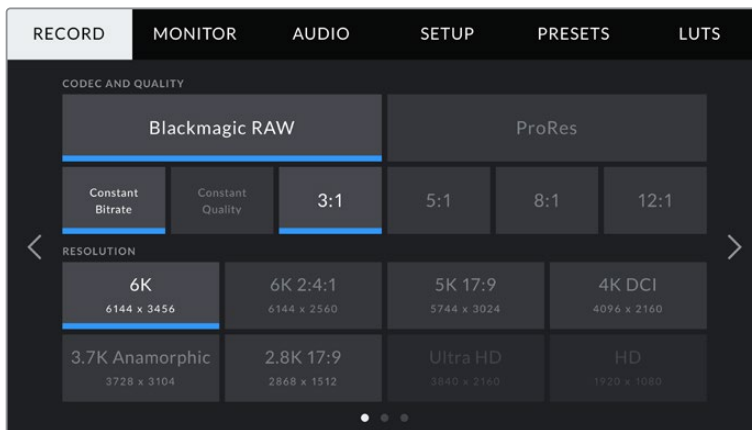 RECORD MONITOR AUDIO SETUP PRESETS LUTS
CODEC AND QUALITY
Blackmagic RAW ProRes
Constant Bitrate Constant Quality 3:1 5:1 8:1 12:1
RESOLUTION
6K 6K 2:4:1 5K 17:9 4K DCI
6144 x 3456 6144 x 2560 5744 x 3024 4096 x 2160
3.7K Anamorphic 2.8K 17:9 Ultra HD HD
3728 x 3104 2868 x 1512 3840 x 2160 1920 x 1080